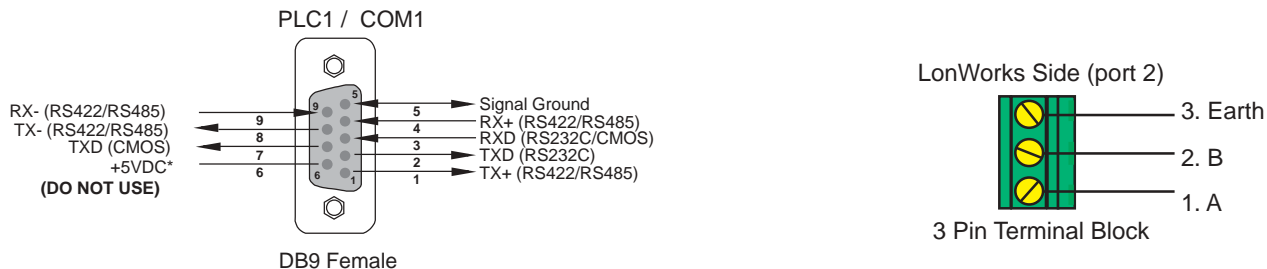 PLC1 / COM1
RX- (RS422/RS485)
TX- (RS422/RS485)
TXD (CMOS)
+5VDC*
(DO NOT USE)
9
8
7
6
9
5
6
1
5
4
3
2
1
Signal Ground
RX+ (RS422/RS485)
RXD (RS232C/CMOS)
TXD (RS232C)
TX+ (RS422/RS485)
DB9 Female
LonWorks Side (port 2)
3. Earth
2. B
1. A
3 Pin Terminal Block